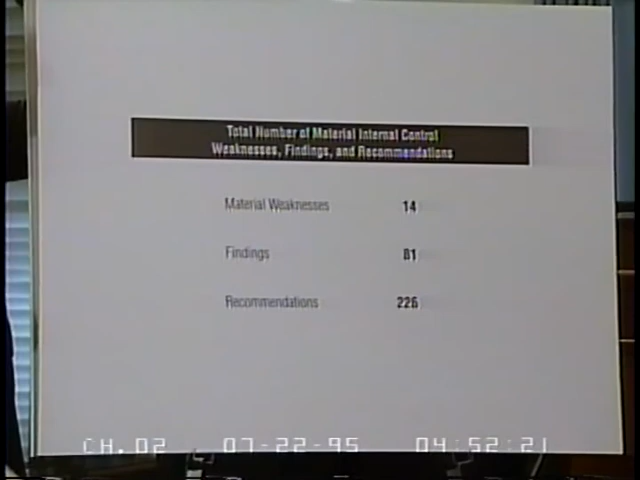 Total Number of Material Internal Control
Weaknesses, Findings, and Recommendations
Material Weaknesses 14
Findings 81
Recommendations 226
CH.02 07-22-95 04:52:21